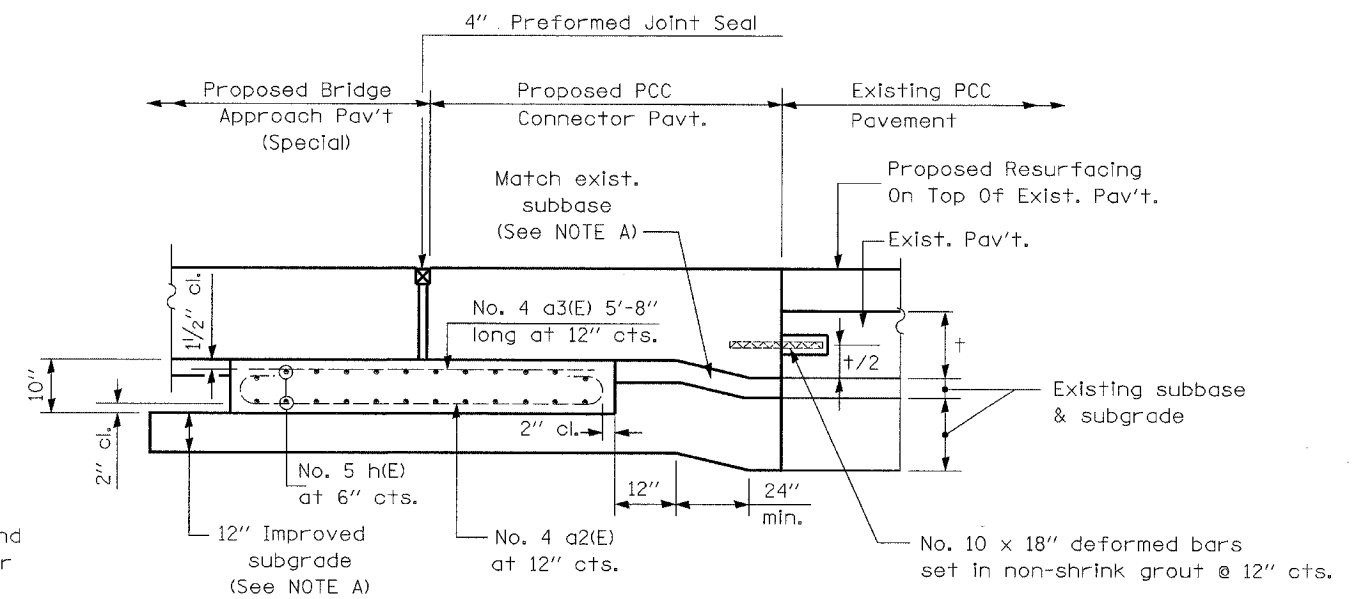 4" Preformed Joint Seal
Proposed Bridge
Approach Pav't
(Special)
Proposed PCC
Connector Pavt.
Existing PCC
Pavement
Match exist.
subbase
(See NOTE A)
Proposed Resurfacing
On Top Of Exist. Pav't.
Exist. Pav't.
1½" cl.
No. 4 a3(E) 5'-8"
long at 12" cts.
t
t/2
10"
2" cl.
2" cl.
Existing subbase
& subgrade
No. 5 h(E)
at 6" cts.
12"
24"
min.
nd
r
12" Improved
subgrade
(See NOTE A)
No. 4 a2(E)
at 12" cts.
No. 10 x 18" deformed bars
set in non-shrink grout @ 12" cts.